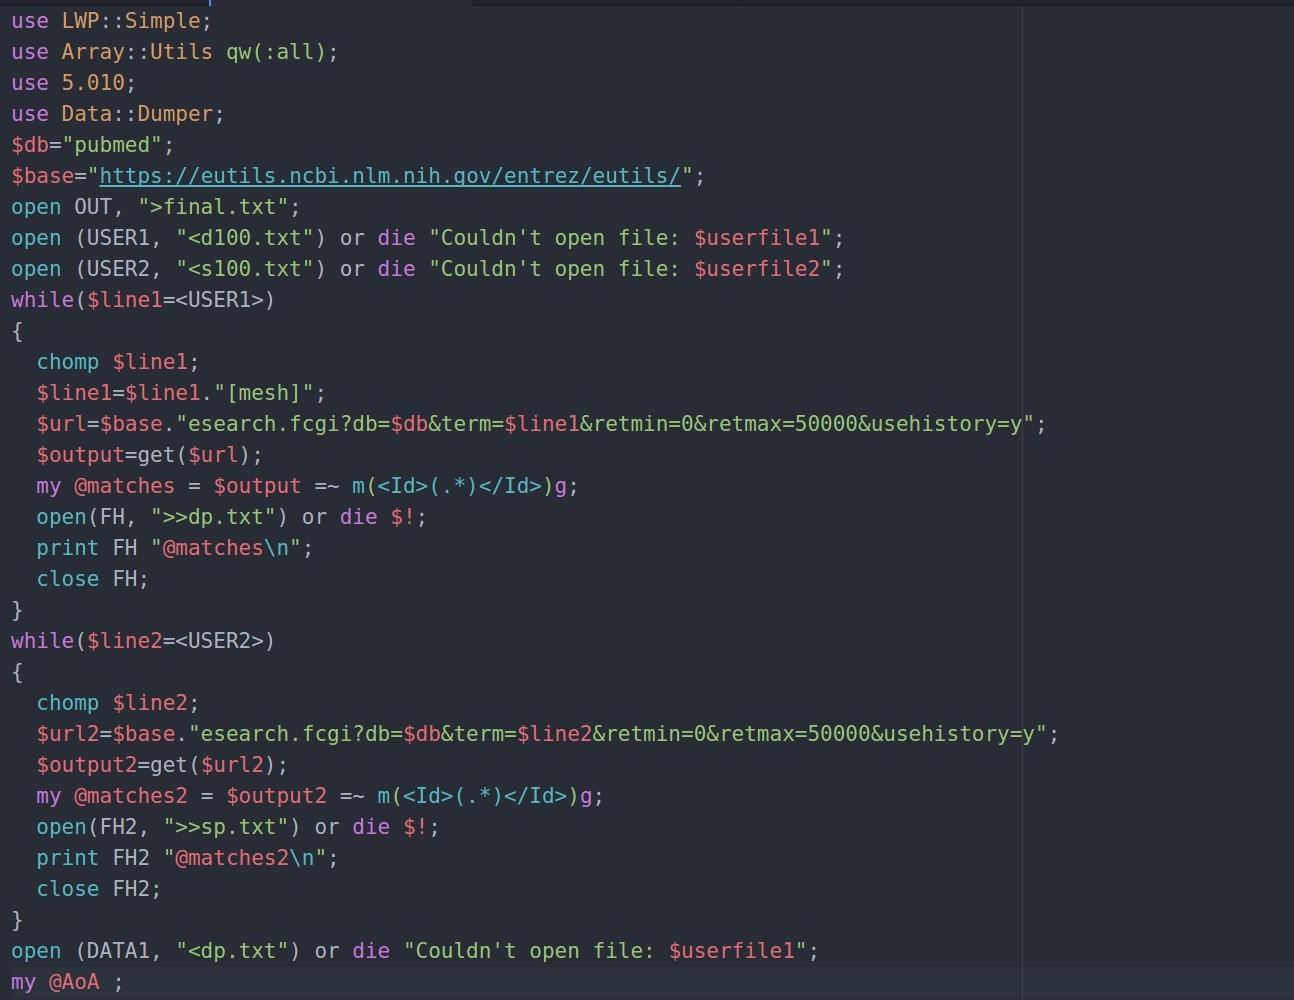 use LWP::Simple;
use Array::Utils qw(:all);
use 5.010;
use Data::Dumper;
$db="pubmed";
$base="https://eutils.ncbi.nlm.nih.gov/entrez/eutils/";
open OUT, ">final.txt";
open (USER1, "<d100.txt") or die "Couldn't open file: $userfile1";
open (USER2, "<s100.txt") or die "Couldn't open file: $userfile2";
while($line1=<USER1>)
{
  chomp $line1;
  $line1=$line1."[mesh]";
  $url=$base."esearch.fcgi?db=$db&term=$line1&retmin=0&retmax=50000&usehistory=y";
  $output=get($url);
  my @matches = $output =~ m(<Id>(.*)</Id>)g;
  open(FH, ">>dp.txt") or die $!;
  print FH "@matches\n";
  close FH;
}
while($line2=<USER2>)
{
  chomp $line2;
  $url2=$base."esearch.fcgi?db=$db&term=$line2&retmin=0&retmax=50000&usehistory=y";
  $output2=get($url2);
  my @matches2 = $output2 =~ m(<Id>(.*)</Id>)g;
  open(FH2, ">>sp.txt") or die $!;
  print FH2 "@matches2\n";
  close FH2;
}
open (DATA1, "<dp.txt") or die "Couldn't open file: $userfile1";
my @AoA ;